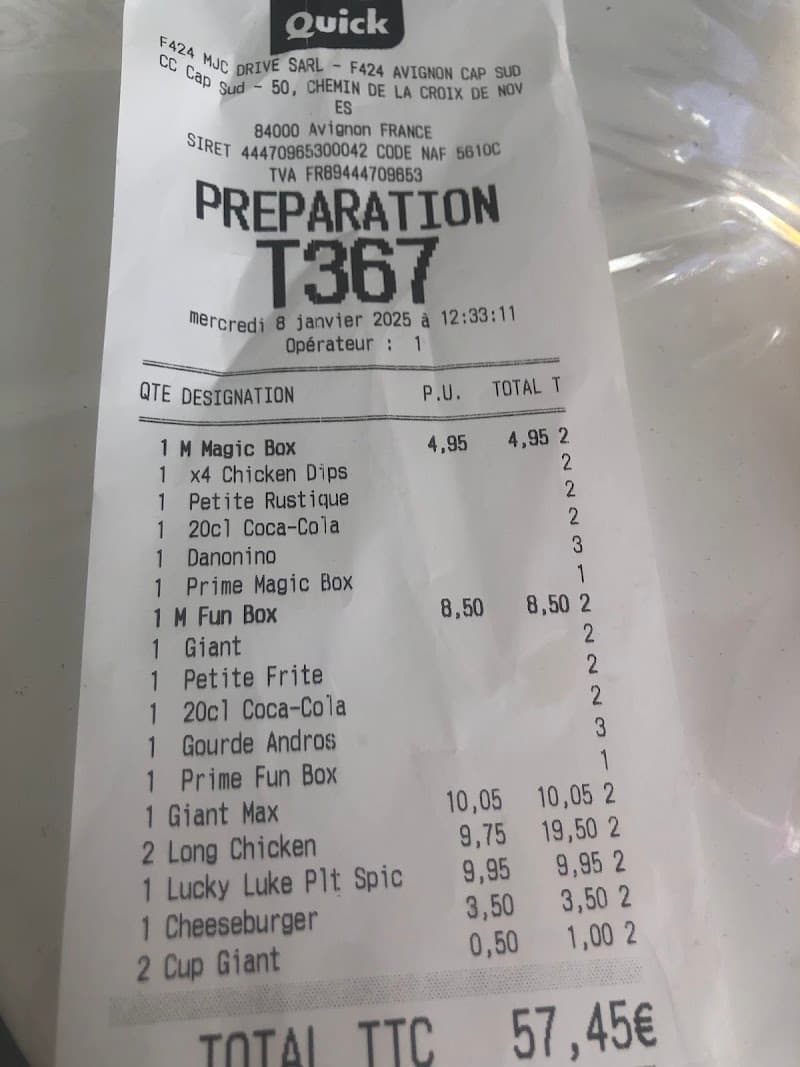 Quick
F424 MJC DRIVE SARL - F424 AVIGNON CAP SUD
CC Cap Sud - 50, CHEMIN DE LA CROIX DE NOV
ES
84000 Avignon FRANCE
SIRET 44470965300042 CODE NAF 5610C
TVA FR89444709653
PREPARATION
T367
mercredi 8 janvier 2025 à 12:33:11
Opérateur : 1
QTE DESIGNATION P.U. TOTAL T
1 M Magic Box 4,95 4,95 2
1 x4 Chicken Dips 2
1 Petite Rustique 2
1 20cl Coca-Cola 2
1 Danonino 3
1 Prime Magic Box 1
1 M Fun Box 8,50 8,50 2
1 Giant 2
1 Petite Frite 2
1 20cl Coca-Cola 2
1 Gourde Andros 3
1 Prime Fun Box 1
1 Giant Max 10,05 10,05 2
2 Long Chicken 9,75 19,50 2
1 Lucky Luke Plt Spic 9,95 9,95 2
1 Cheeseburger 3,50 3,50 2
2 Cup Giant 0,50 1,00 2
TOTAL TTC 57,45€